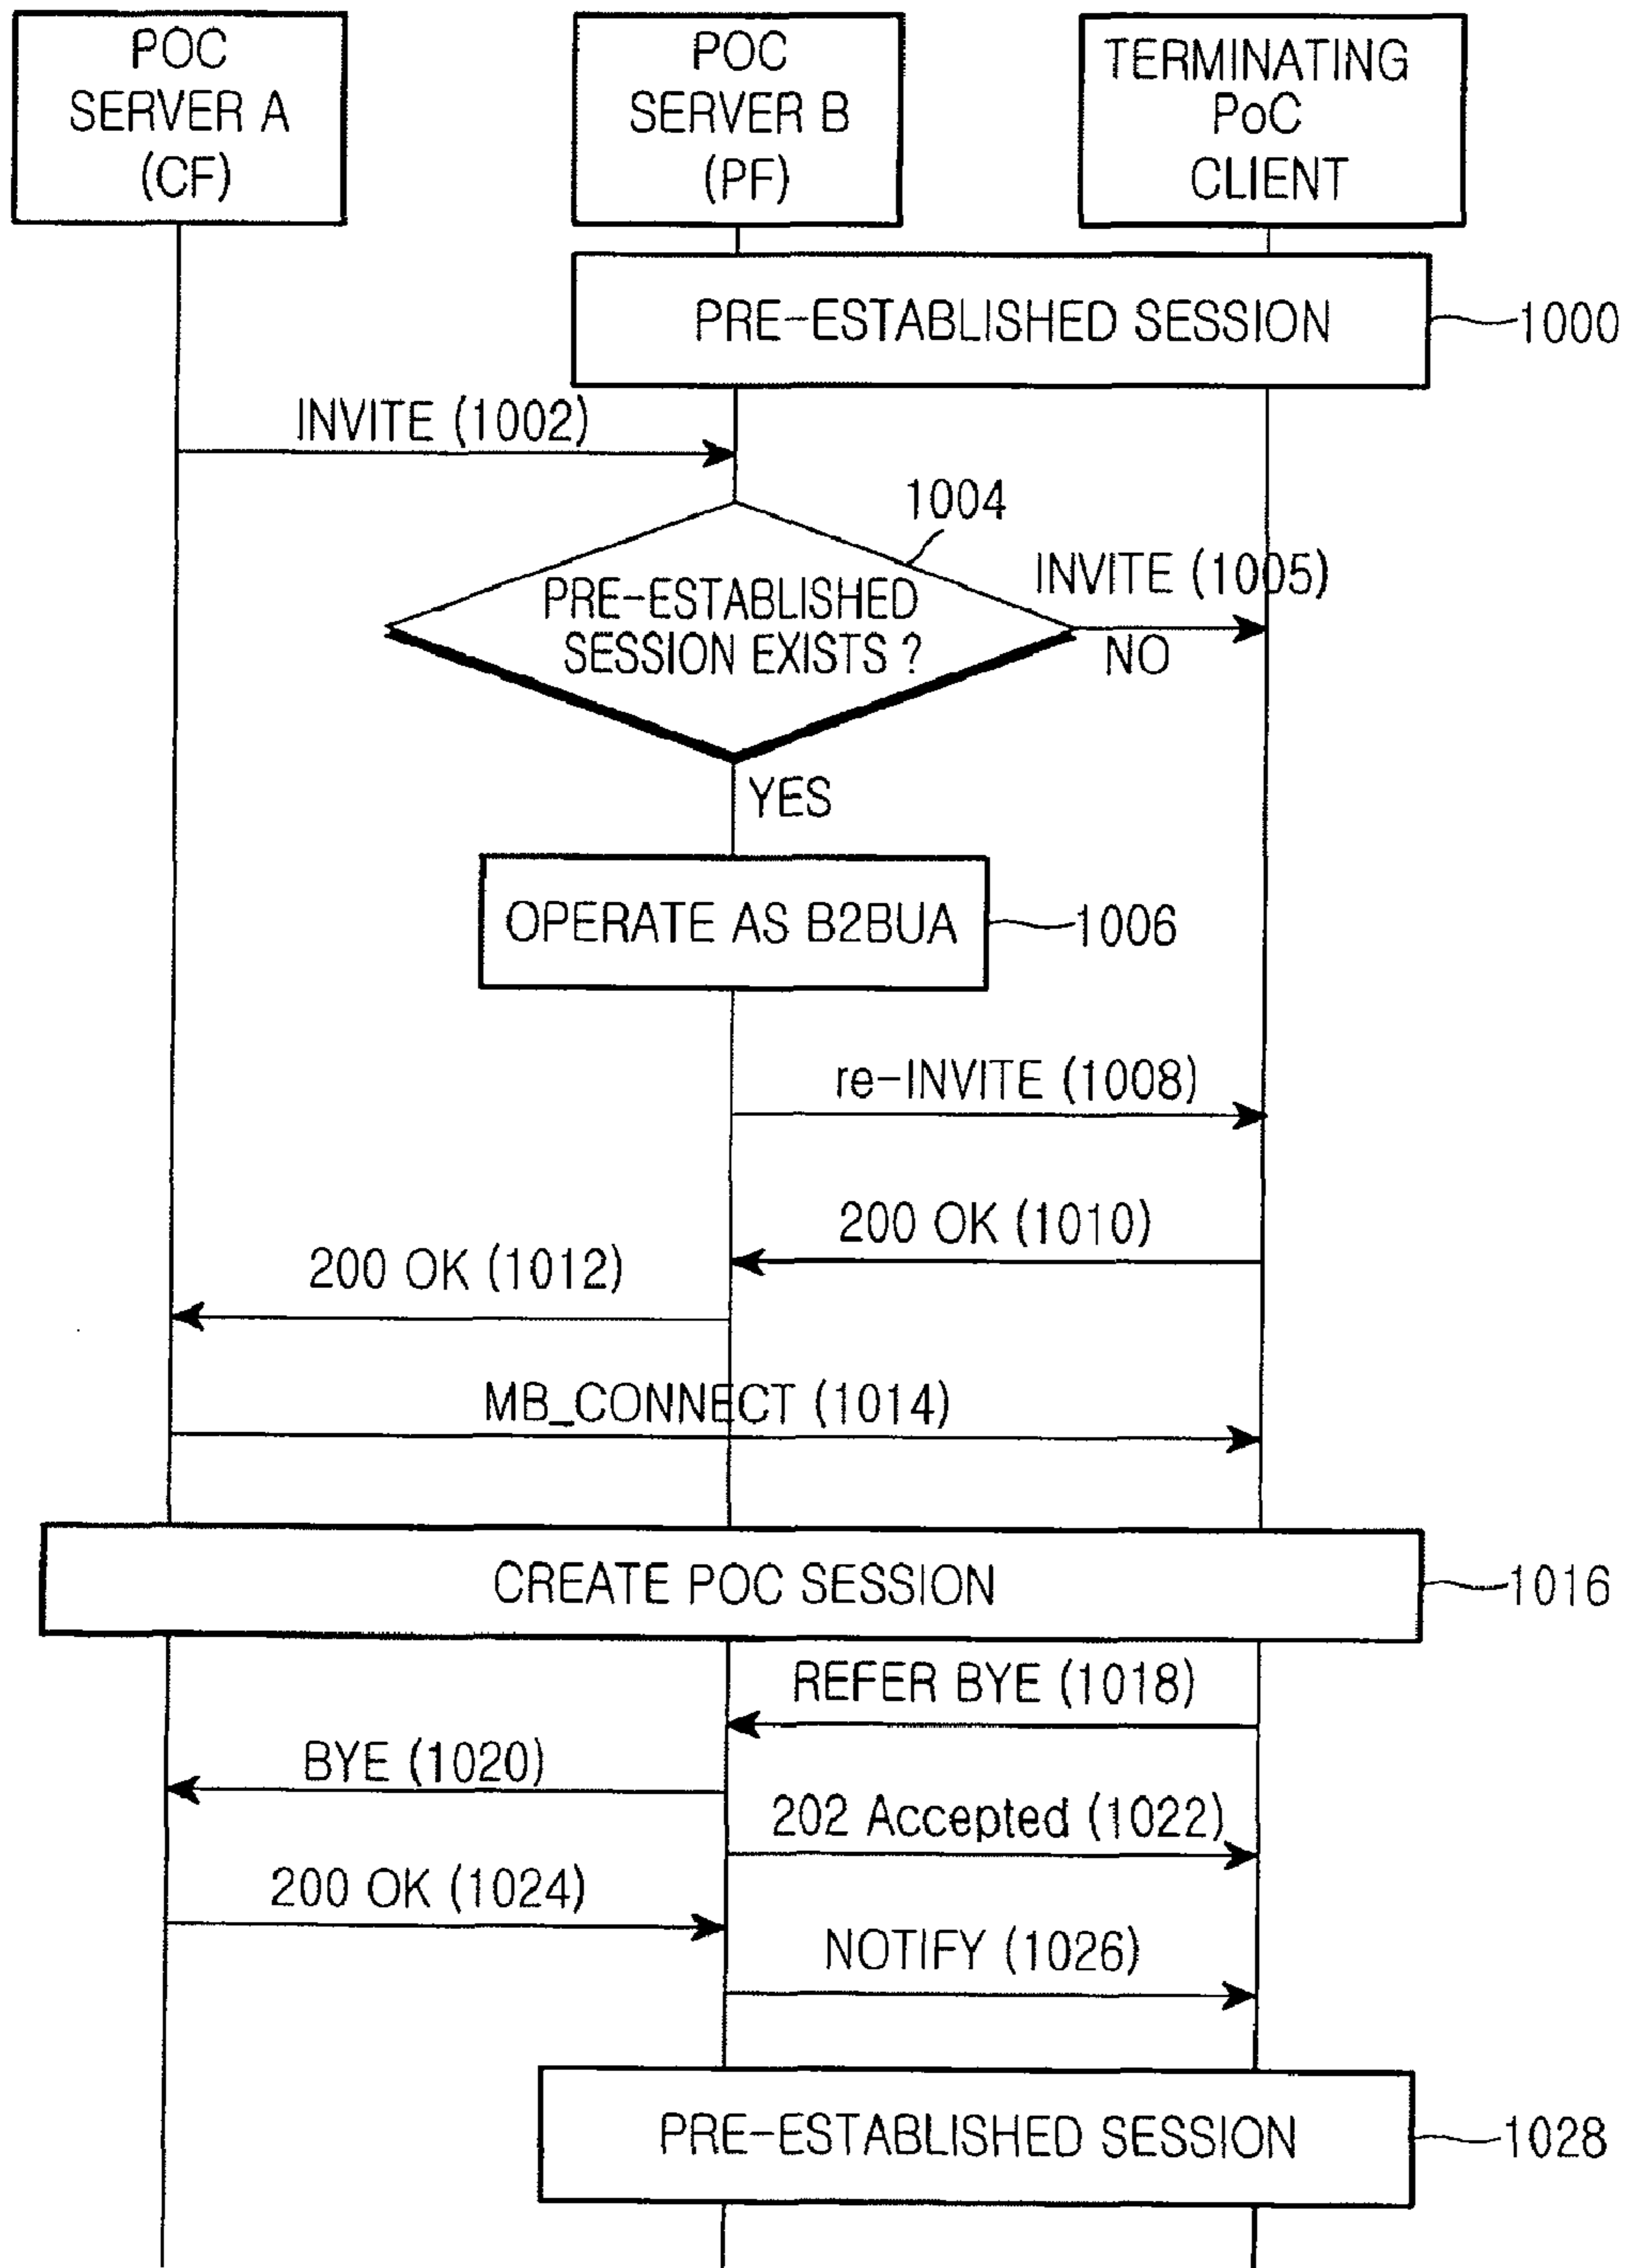 POC
SERVER A
(CF)
POC
SERVER B
(PF)
TERMINATING
PoC
CLIENT
PRE-ESTABLISHED SESSION
1000
INVITE (1002)
1004
INVITE (1005)
PRE-ESTABLISHED
SESSION EXISTS ?
NO
YES
OPERATE AS B2BUA
1006
re-INVITE (1008)
200 OK (1010)
200 OK (1012)
MB_CONNECT (1014)
CREATE POC SESSION
1016
REFER BYE (1018)
BYE (1020)
202 Accepted (1022)
200 OK (1024)
NOTIFY (1026)
PRE-ESTABLISHED SESSION
1028